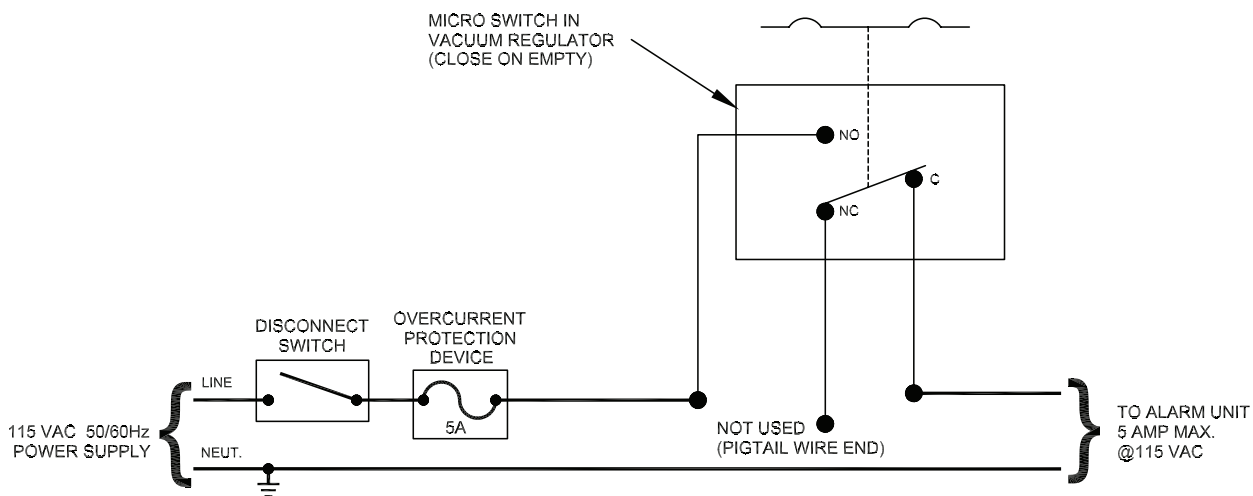 MICRO SWITCH IN
VACUUM REGULATOR
(CLOSE ON EMPTY)
NO
C
NC
DISCONNECT
SWITCH
OVERCURRENT
PROTECTION
DEVICE
5A
LINE
115 VAC 50/60Hz
POWER SUPPLY
NEUT.
NOT USED
(PIGTAIL WIRE END)
TO ALARM UNIT
5 AMP MAX.
@115 VAC